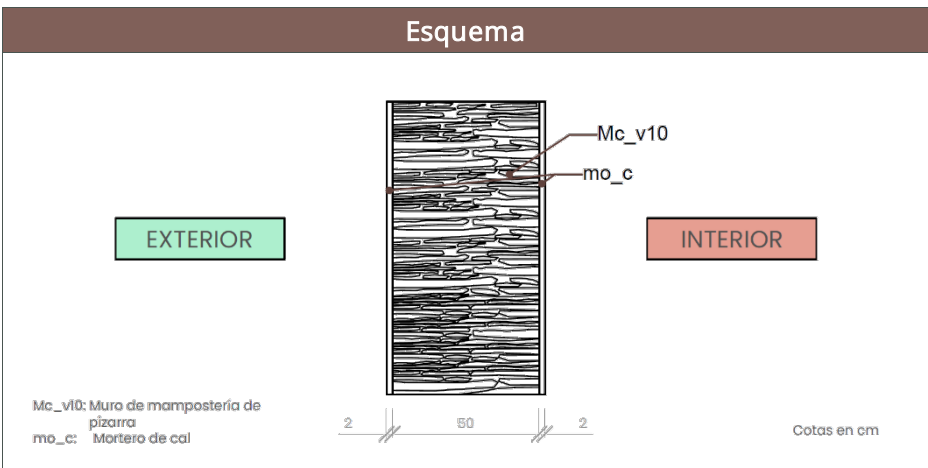 Esquema
Mc_v10
mo_c
EXTERIOR
INTERIOR
Mc_v10: Muro de mampostería de
pizarra
mo_c: Mortero de cal
2 50 2
Cotas en cm